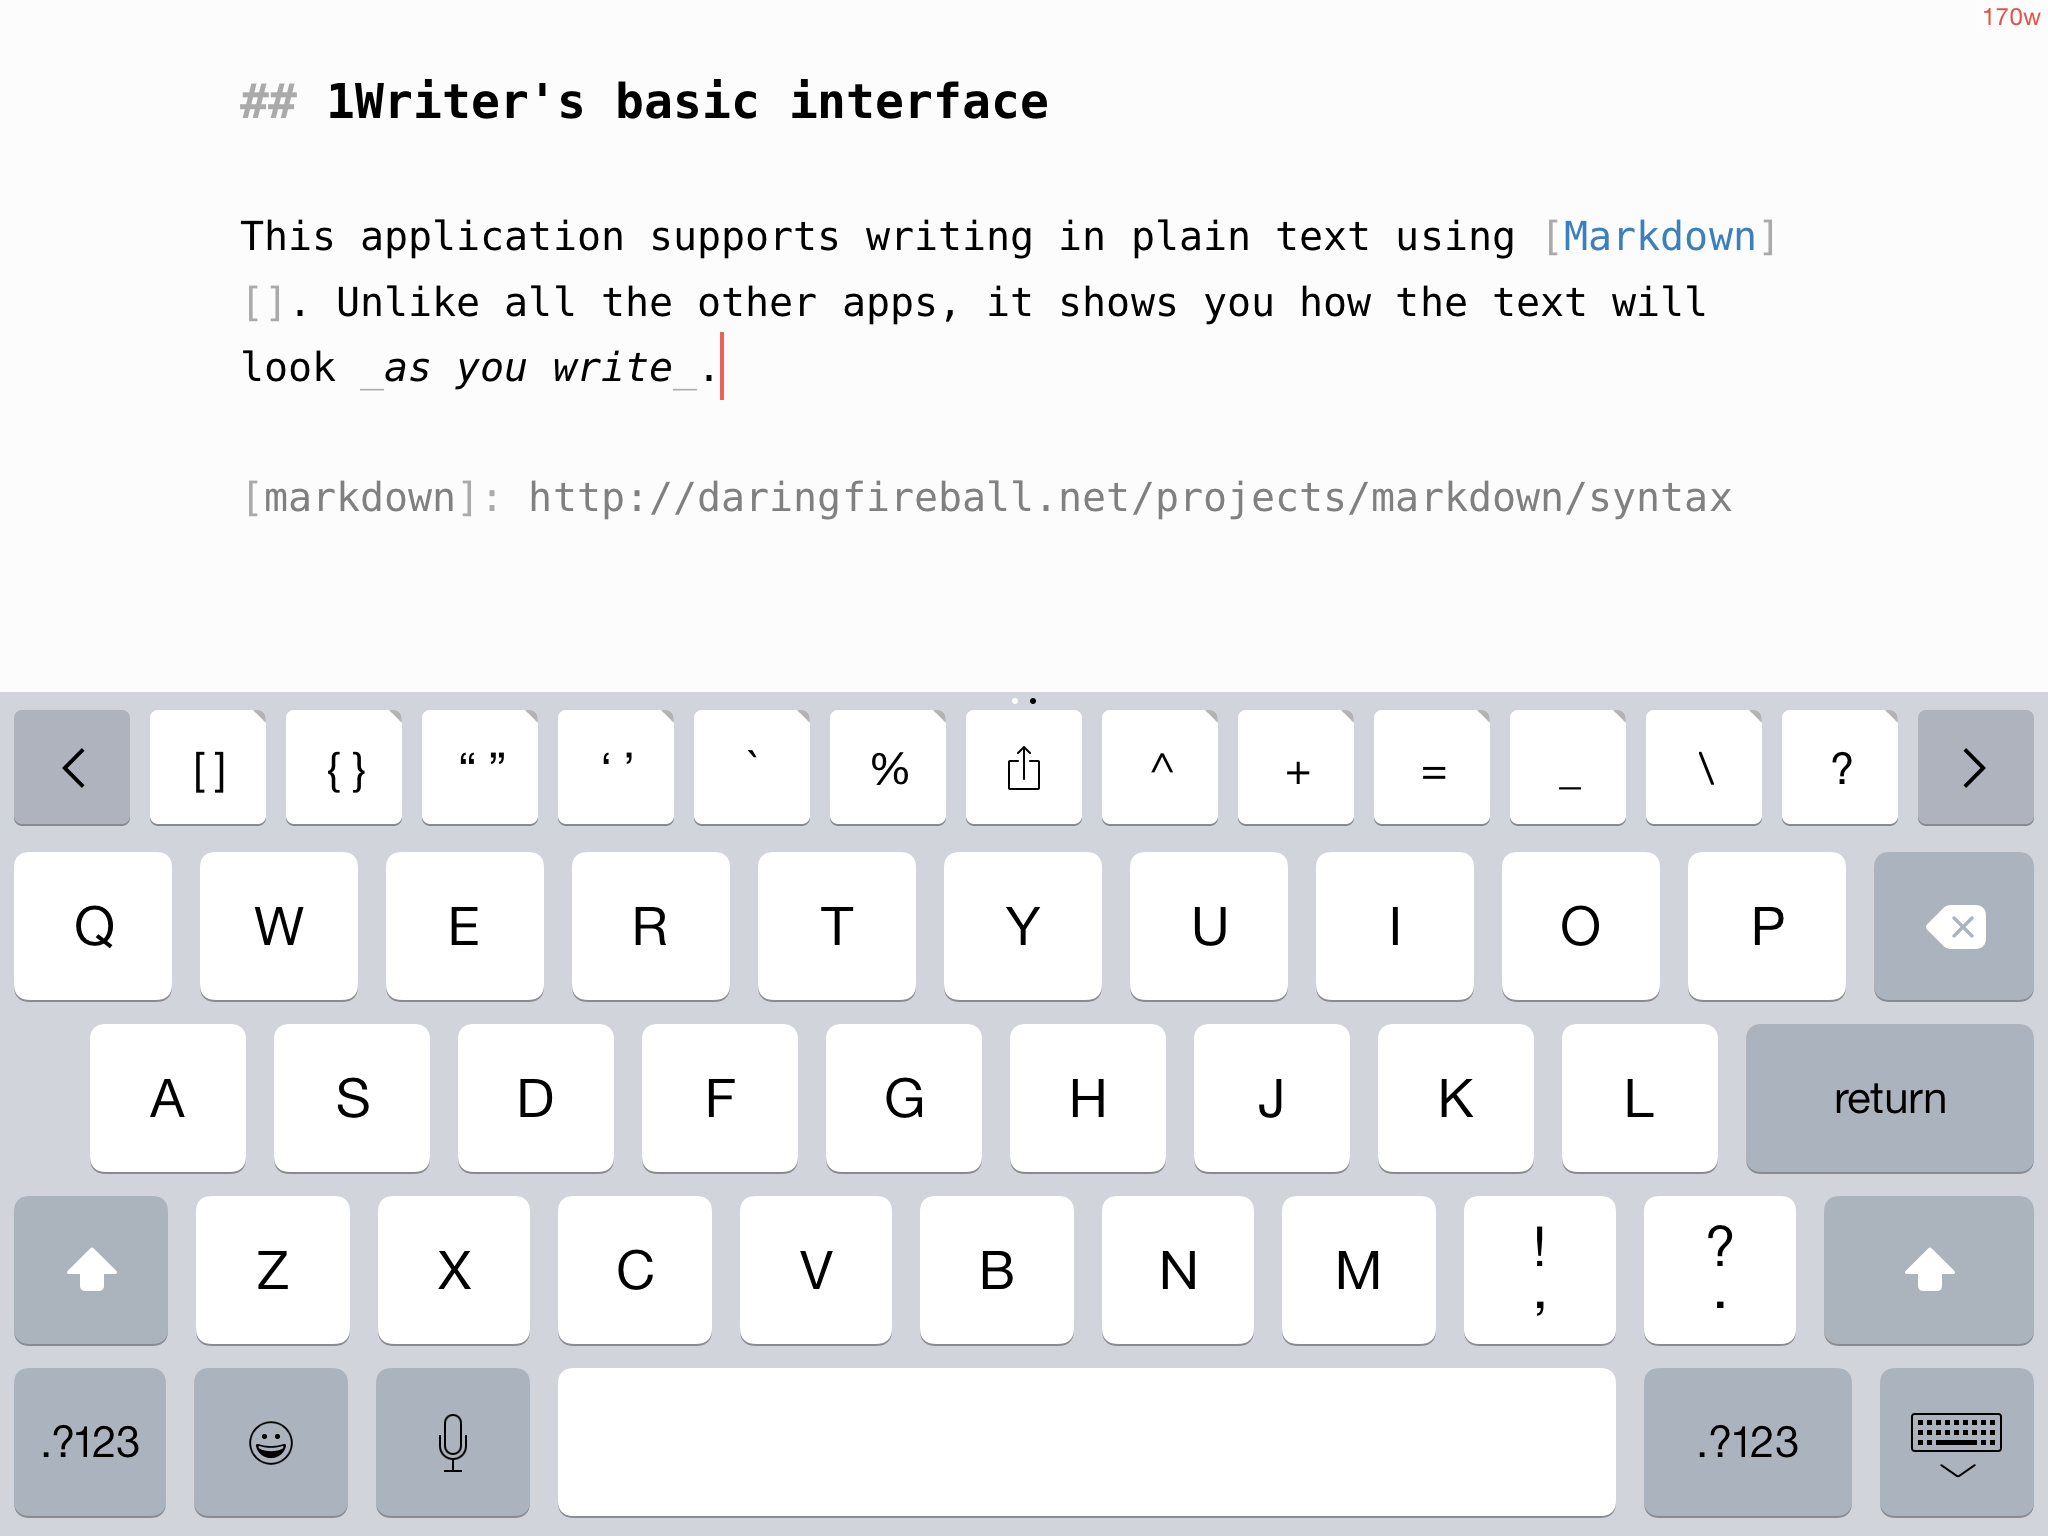 170w
## 1Writer's basic interface
This application supports writing in plain text using [Markdown]
[]. Unlike all the other apps, it shows you how the text will
look _as you write_.
[markdown]: http://daringfireball.net/projects/markdown/syntax
[] {} “ ” ‘ ’ ` % ^ + = _ \ ?
Q W E R T Y U I O P
A S D F G H J K L return
Z X C V B N M ! , ? .
.?123 .?123